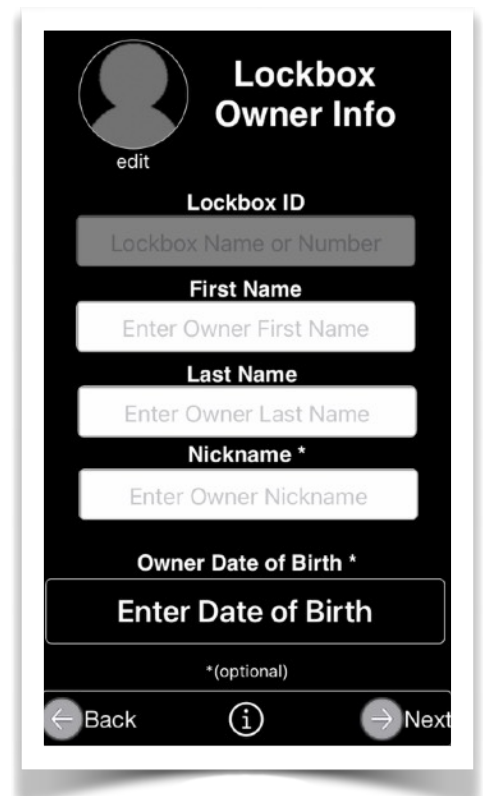 Lockbox
Owner Info
edit
Lockbox ID
Lockbox Name or Number
First Name
Enter Owner First Name
Last Name
Enter Owner Last Name
Nickname *
Enter Owner Nickname
Owner Date of Birth *
Enter Date of Birth
*(optional)
Back
Next